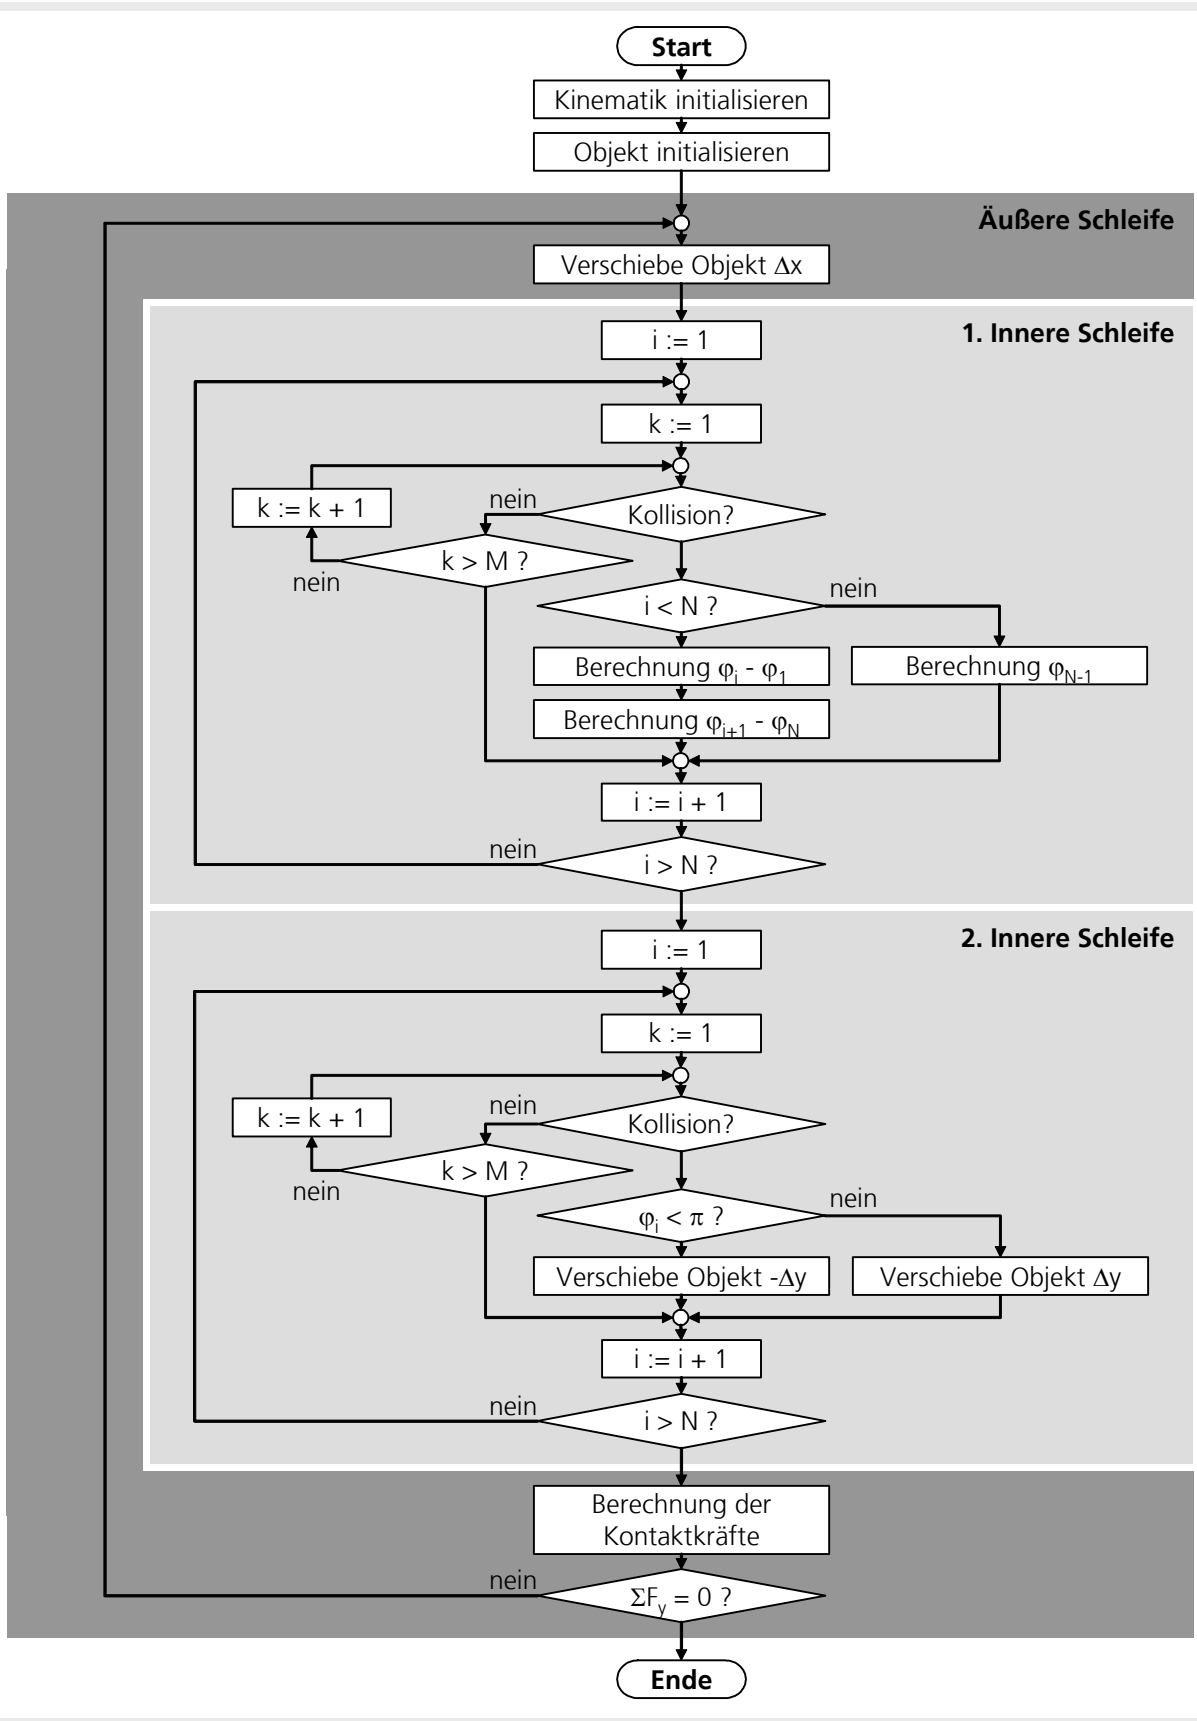 Start
Kinematik initialisieren
Objekt initialisieren
Äußere Schleife
Verschiebe Objekt Δx
1. Innere Schleife
i := 1
k := 1
k := k + 1
nein
Kollision?
k > M ?
nein
i < N ?
nein
Berechnung φi - φ1
Berechnung φN-1
Berechnung φi+1 - φN
i := i + 1
nein
i > N ?
2. Innere Schleife
i := 1
k := 1
k := k + 1
nein
Kollision?
k > M ?
nein
φi < π ?
nein
Verschiebe Objekt -Δy
Verschiebe Objekt Δy
i := i + 1
nein
i > N ?
Berechnung der
Kontaktkräfte
nein
ΣFy = 0 ?
Ende